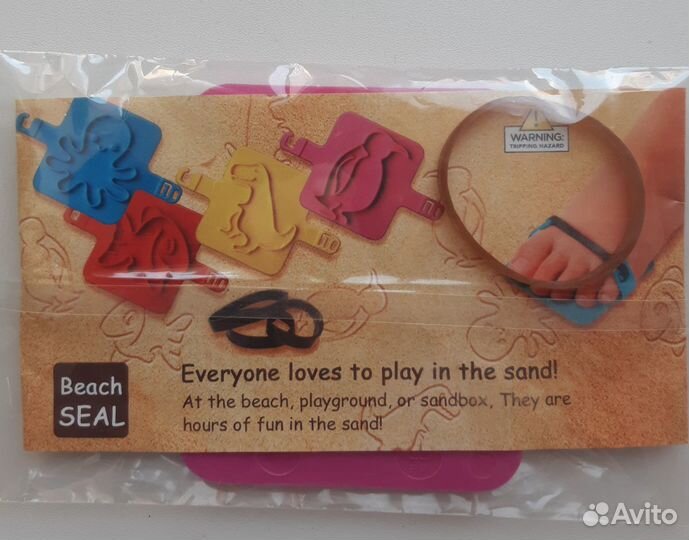 WARNING:
TRIPPING HAZARD
Beach
SEAL
Everyone loves to play in the sand!
At the beach, playground, or sandbox, They are
hours of fun in the sand!
Avito